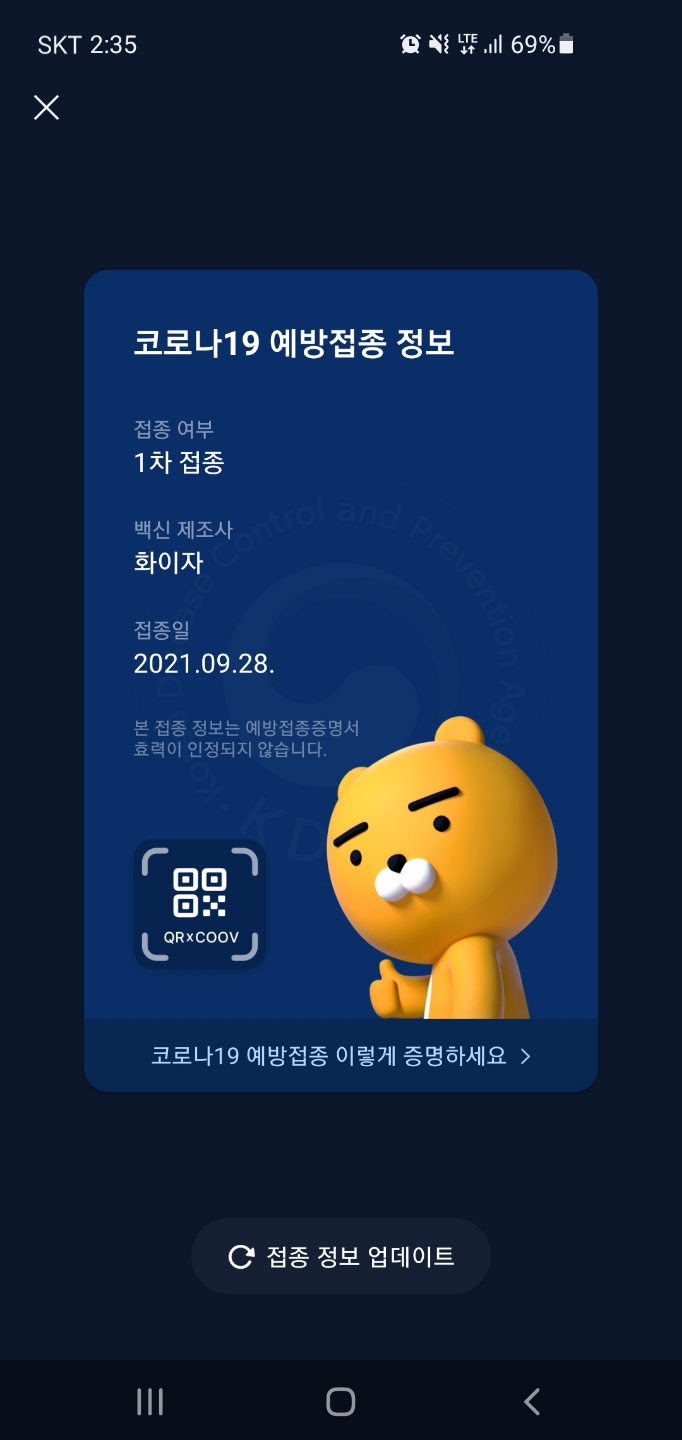 SKT 2:35
LTE
69%
코로나19 예방접종 정보
접종 여부
1차 접종
백신 제조사
화이자
접종일
2021.09.28.
본 접종 정보는 예방접종증명서
효력이 인정되지 않습니다.
Disease Control and Prevention Age
Ko
KD
QR×COOV
코로나19 예방접종 이렇게 증명하세요 >
접종 정보 업데이트